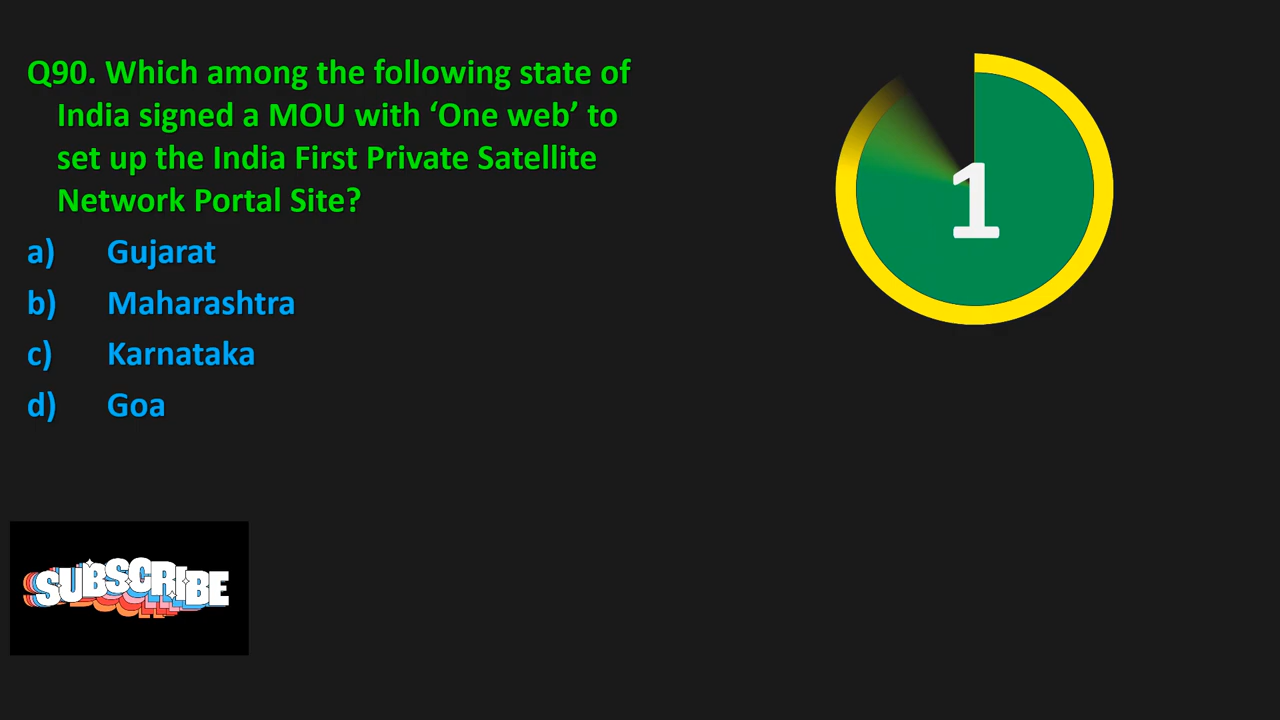 Q90. Which among the following state of
India signed a MOU with ‘One web’ to
set up the India First Private Satellite
Network Portal Site?
a) Gujarat
b) Maharashtra
c) Karnataka
d) Goa
1
SUBSCRIBE